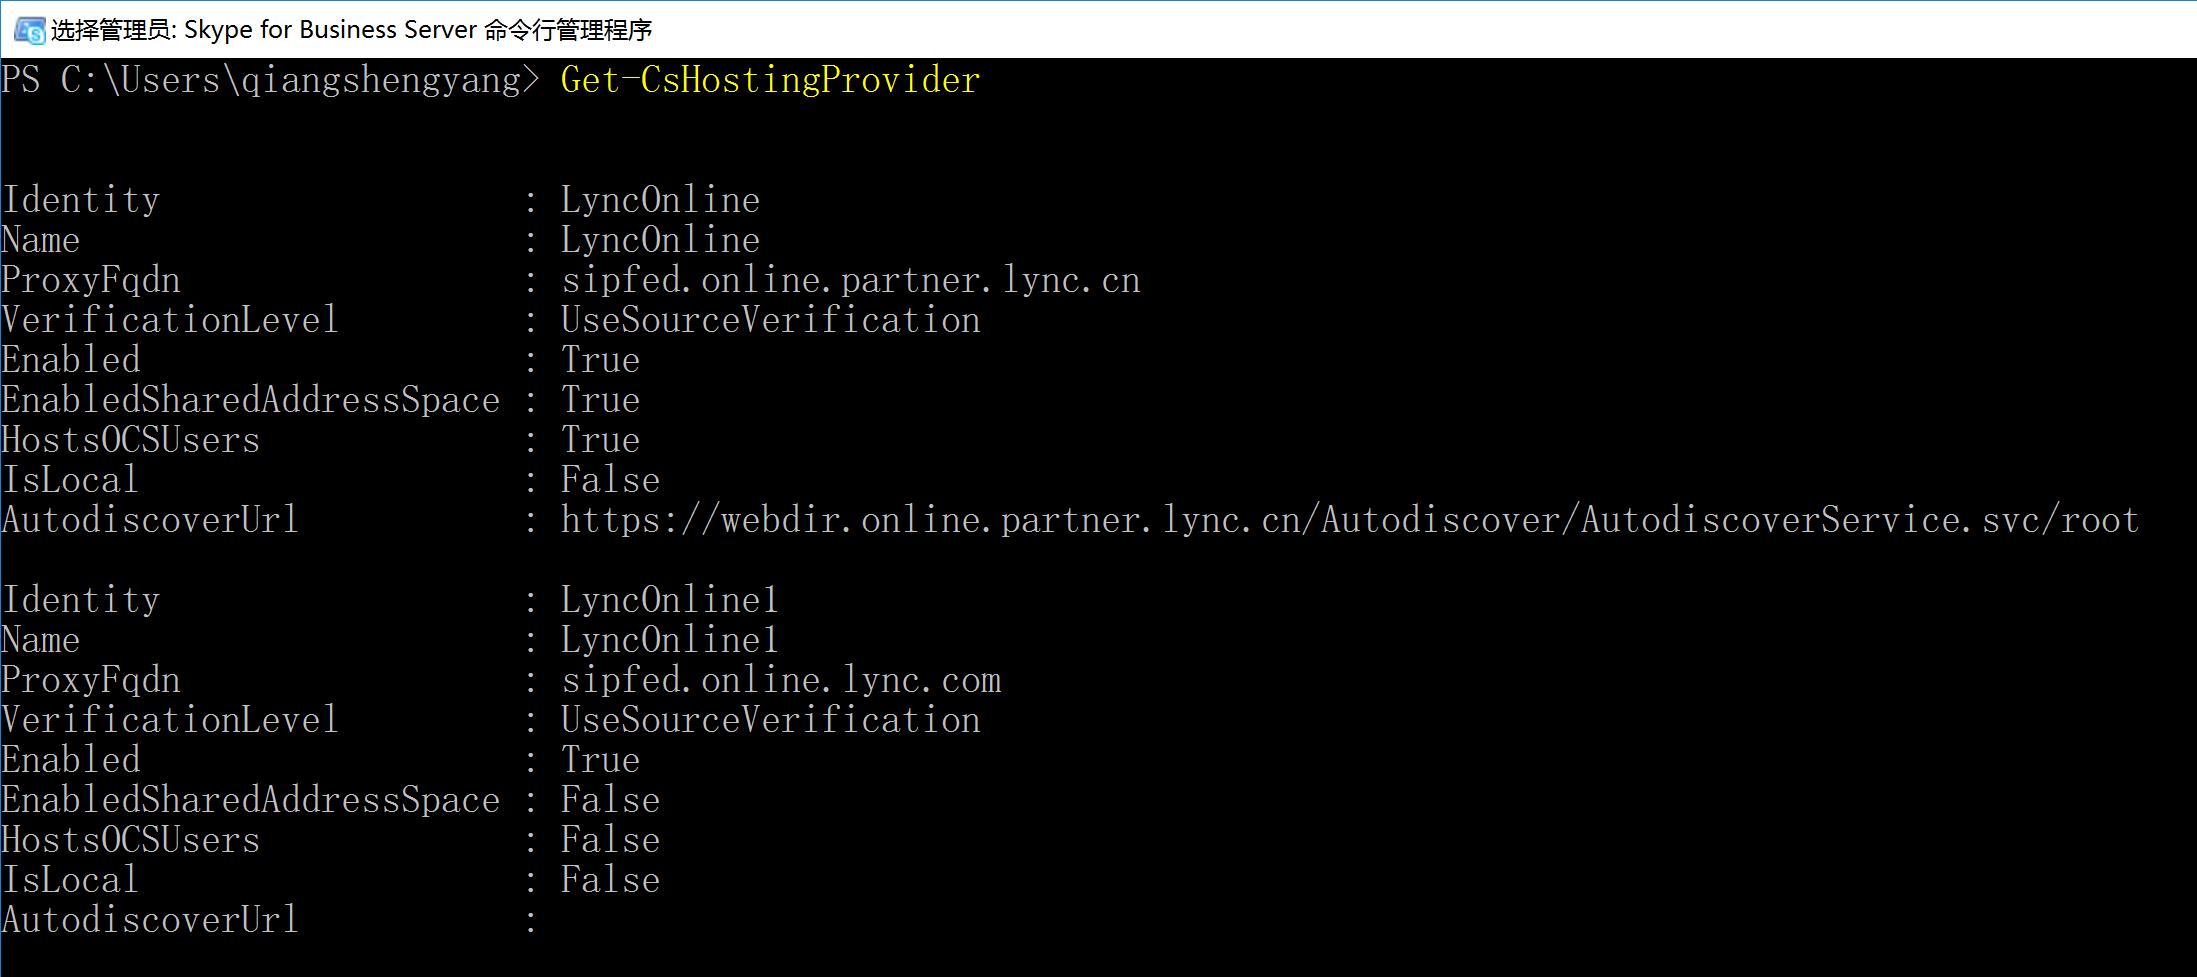 选择管理员: Skype for Business Server 命令行管理程序
PS C:\Users\qiangshengyang> Get-CsHostingProvider
Identity : LyncOnline
Name : LyncOnline
ProxyFqdn : sipfed.online.partner.lync.cn
VerificationLevel : UseSourceVerification
Enabled : True
EnabledSharedAddressSpace : True
HostsOCSUsers : True
IsLocal : False
AutodiscoverUrl : https://webdir.online.partner.lync.cn/Autodiscover/AutodiscoverService.svc/root
Identity : LyncOnline1
Name : LyncOnline1
ProxyFqdn : sipfed.online.lync.com
VerificationLevel : UseSourceVerification
Enabled : True
EnabledSharedAddressSpace : False
HostsOCSUsers : False
IsLocal : False
AutodiscoverUrl :